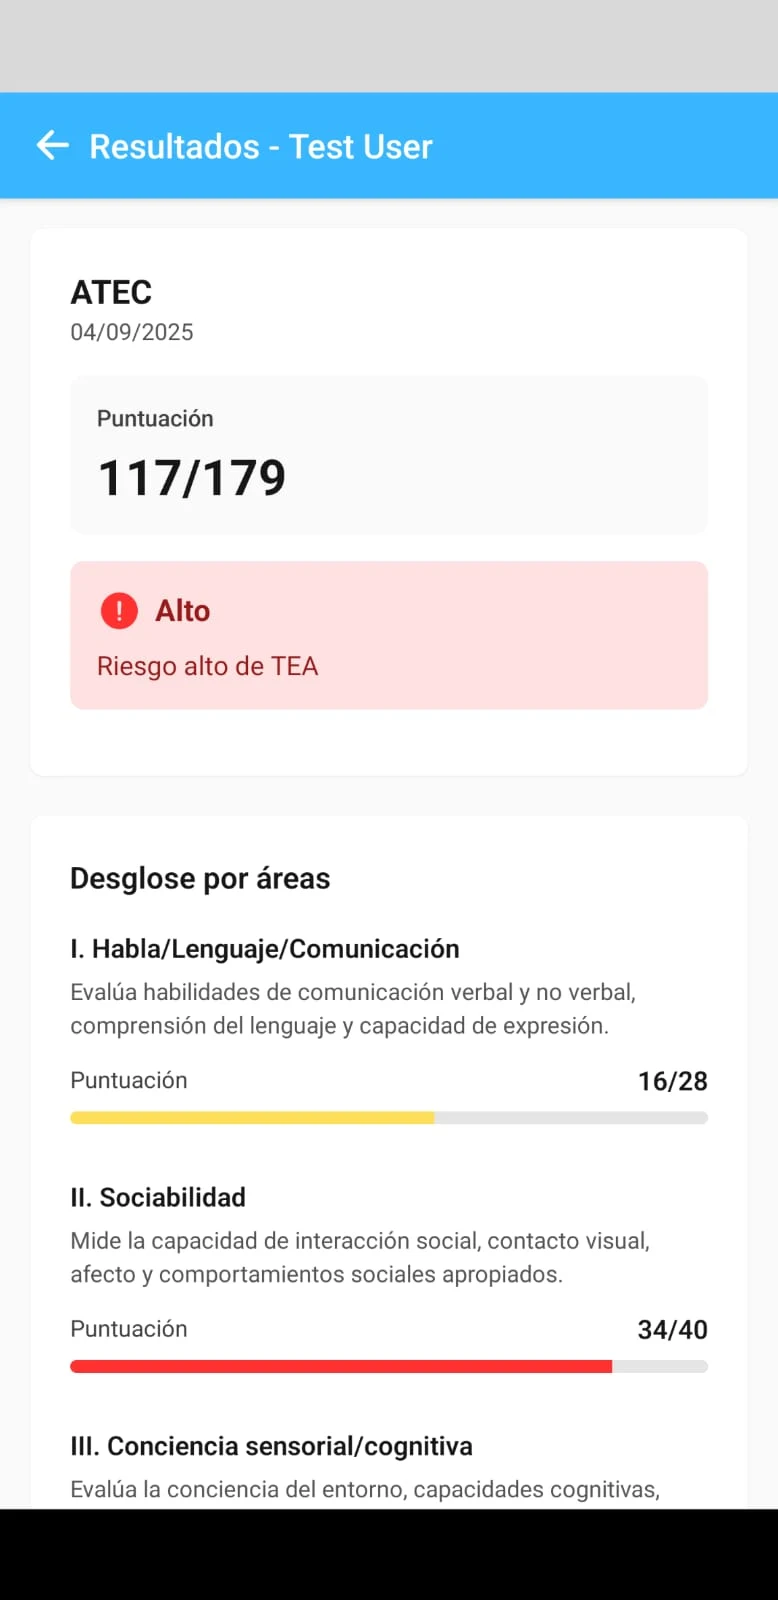 Resultados - Test User
ATEC
04/09/2025
Puntuación
117/179
Alto
Riesgo alto de TEA
Desglose por áreas
I. Habla/Lenguaje/Comunicación
Evalúa habilidades de comunicación verbal y no verbal,
comprensión del lenguaje y capacidad de expresión.
Puntuación 16/28
II. Sociabilidad
Mide la capacidad de interacción social, contacto visual,
afecto y comportamientos sociales apropiados.
Puntuación 34/40
III. Conciencia sensorial/cognitiva
Evalúa la conciencia del entorno, capacidades cognitivas,